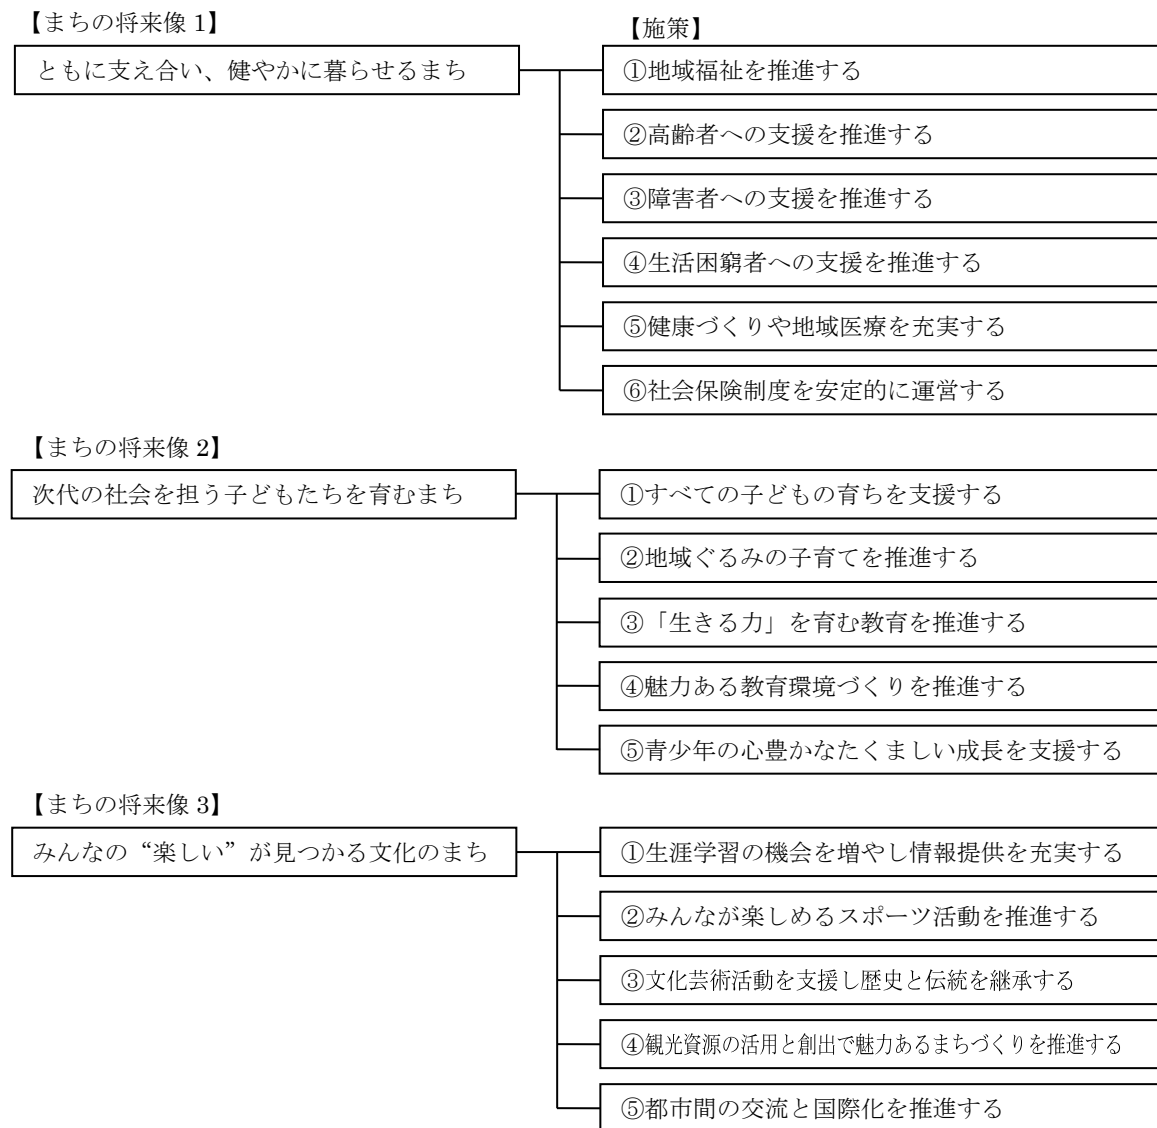 【まちの将来像 1】
【施策】
ともに支え合い、健やかに暮らせるまち
①地域福祉を推進する
②高齢者への支援を推進する
③障害者への支援を推進する
④生活困窮者への支援を推進する
⑤健康づくりや地域医療を充実する
⑥社会保険制度を安定的に運営する
【まちの将来像 2】
次代の社会を担う子どもたちを育むまち
①すべての子どもの育ちを支援する
②地域ぐるみの子育てを推進する
③「生きる力」を育む教育を推進する
④魅力ある教育環境づくりを推進する
⑤青少年の心豊かなたくましい成長を支援する
【まちの将来像 3】
みんなの“楽しい”が見つかる文化のまち
①生涯学習の機会を増やし情報提供を充実する
②みんなが楽しめるスポーツ活動を推進する
③文化芸術活動を支援し歴史と伝統を継承する
④観光資源の活用と創出で魅力あるまちづくりを推進する
⑤都市間の交流と国際化を推進する